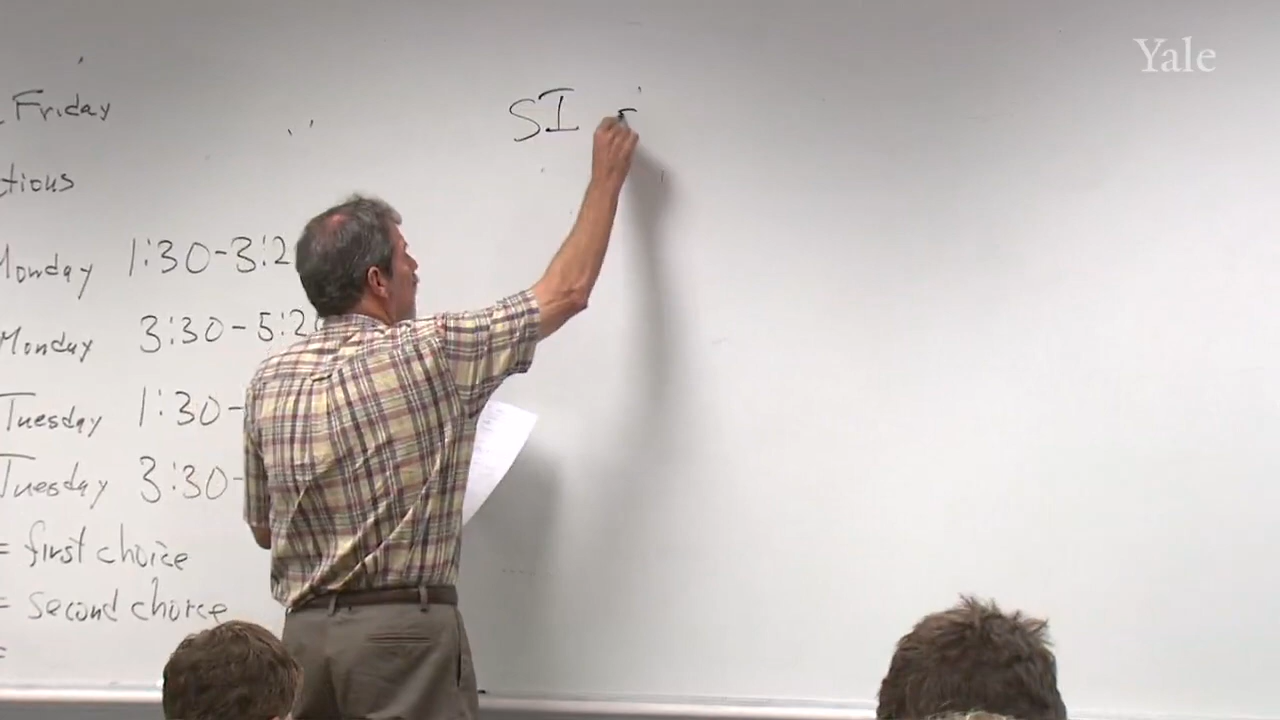 Yale
Friday
tions
Monday 1:30-3:2
Monday 3:30-5:2
Tuesday 1:30-
Tuesday 3:30-
= first choice
= second choice
=
SI